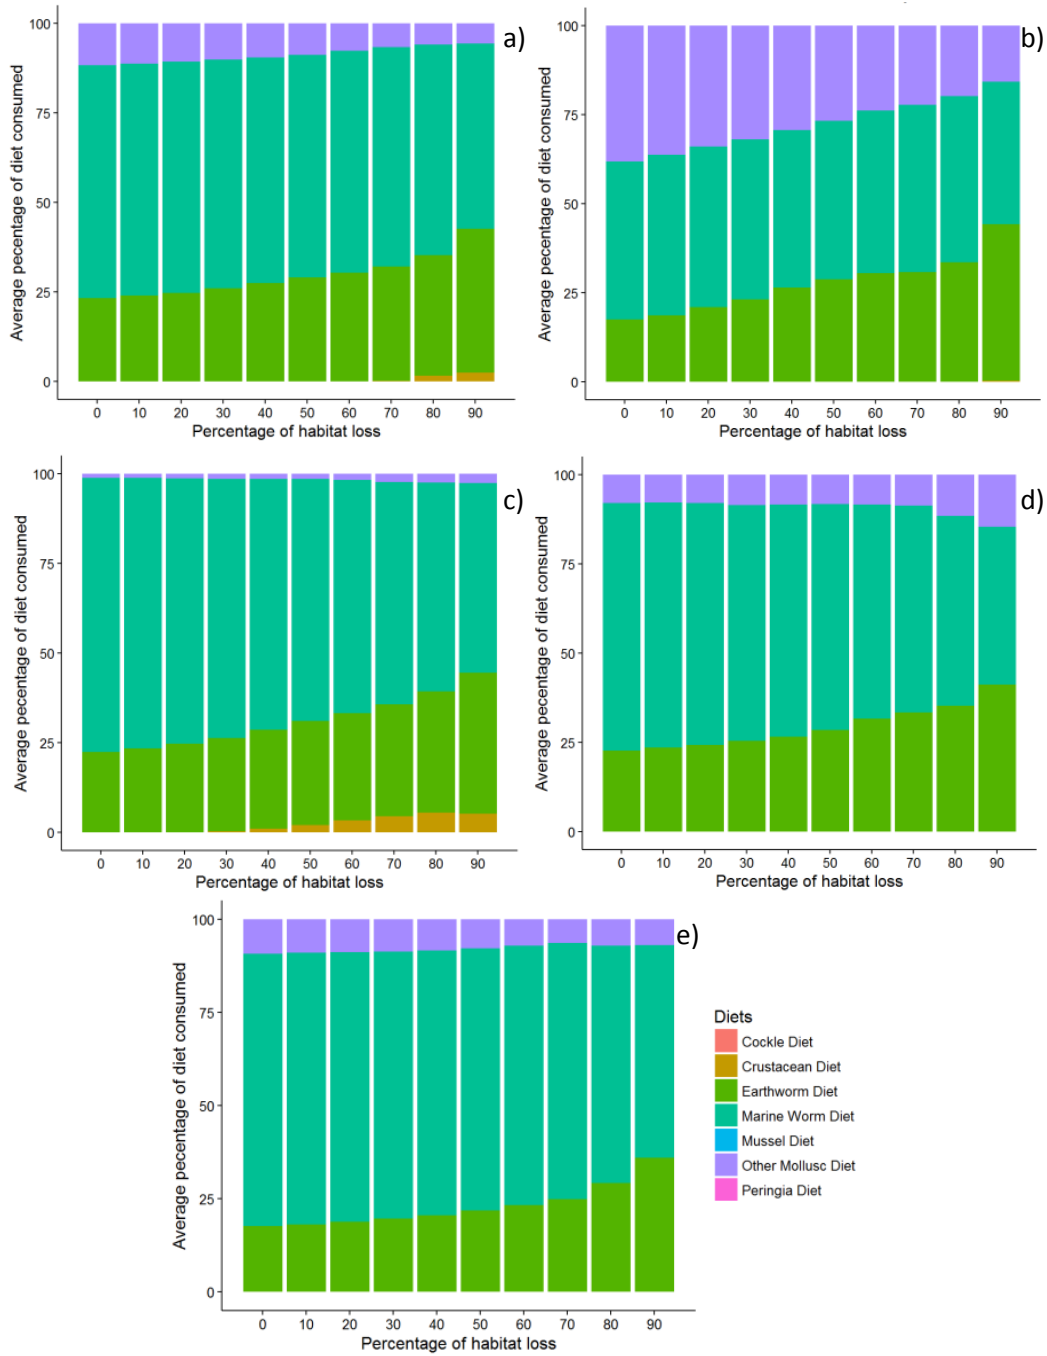 a)
Average pecentage of diet consumed
100
75
50
25
0
0 10 20 30 40 50 60 70 80 90
Percentage of habitat loss
b)
Average pecentage of diet consumed
100
75
50
25
0
0 10 20 30 40 50 60 70 80 90
Percentage of habitat loss
c)
Average pecentage of diet consumed
100
75
50
25
0
0 10 20 30 40 50 60 70 80 90
Percentage of habitat loss
d)
Average pecentage of diet consumed
100
75
50
25
0
0 10 20 30 40 50 60 70 80 90
Percentage of habitat loss
e)
Average pecentage of diet consumed
100
75
50
25
0
0 10 20 30 40 50 60 70 80 90
Percentage of habitat loss
Diets
Cockle Diet
Crustacean Diet
Earthworm Diet
Marine Worm Diet
Mussel Diet
Other Mollusc Diet
Peringia Diet